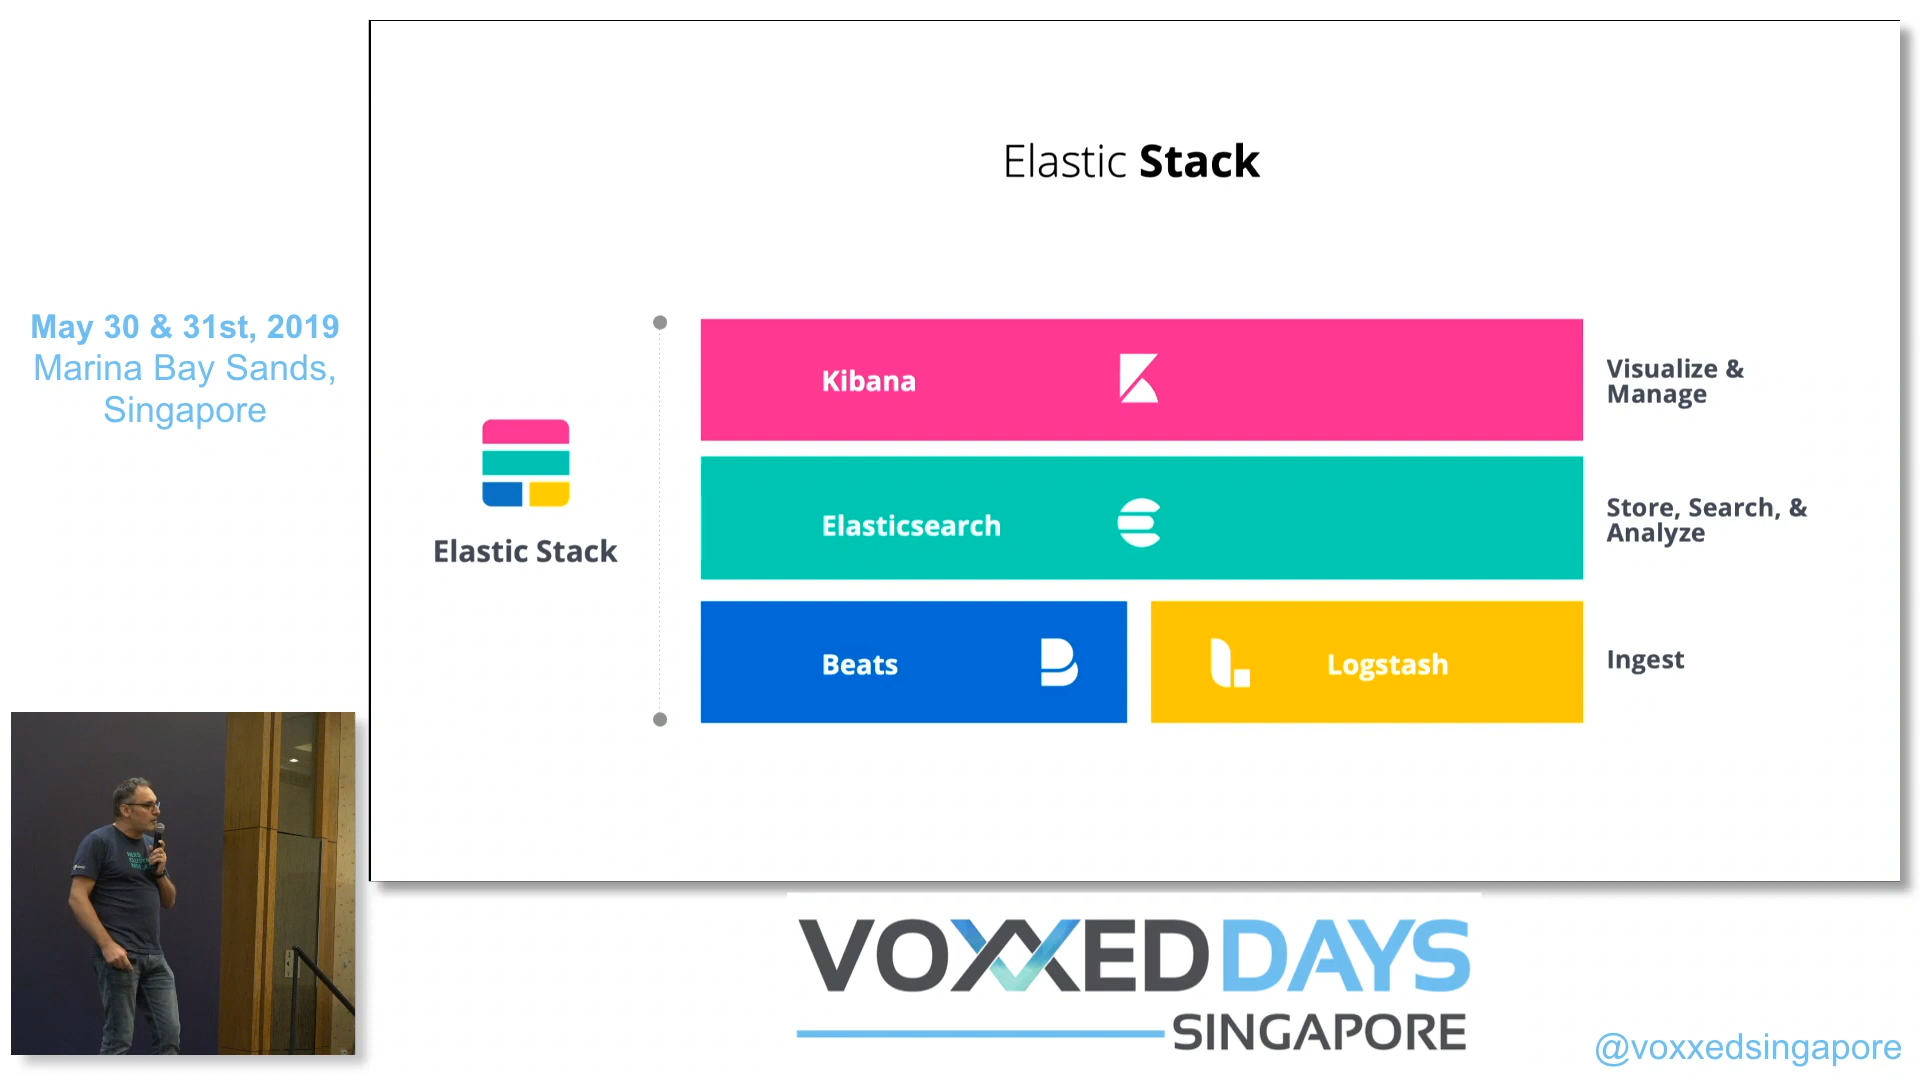 Elastic Stack
May 30 & 31st, 2019
Marina Bay Sands,
Singapore
Elastic Stack
Kibana
Visualize &
Manage
Elasticsearch
Store, Search, &
Analyze
Beats
Logstash
Ingest
VOXXED DAYS
SINGAPORE
@voxxedsingapore